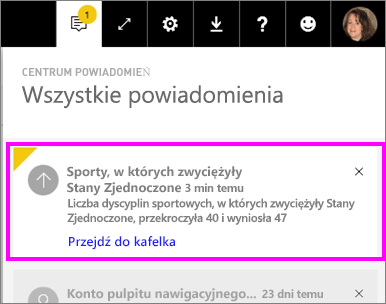 1
?
CENTRUM POWIADOMIEŃ
Wszystkie powiadomienia
Sporty, w których zwyciężyły
Stany Zjednoczone 3 min temu
Liczba dyscyplin sportowych, w których zwyciężyły Stany
Zjednoczone, przekroczyła 40 i wyniosła 47
Przejdź do kafelka
Konto pulpitu nawigacyjnego... 23 dni temu